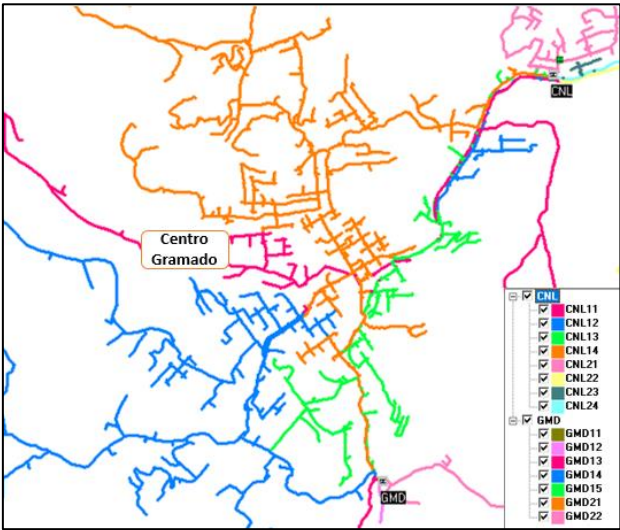 CNL
Centro
Gramado
GMD
CNL
CNL11
CNL12
CNL13
CNL14
CNL21
CNL22
CNL23
CNL24
GMD
GMD11
GMD12
GMD13
GMD14
GMD15
GMD21
GMD22